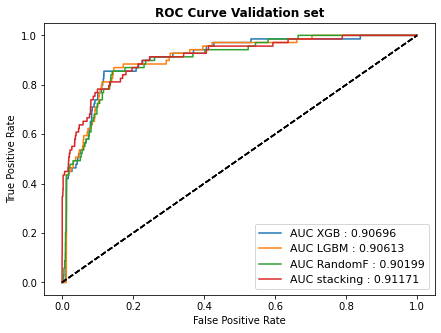 ROC Curve Validation set
True Positive Rate
1.0
0.8
0.6
0.4
0.2
0.0
AUC XGB : 0.90696
AUC LGBM : 0.90613
AUC RandomF : 0.90199
AUC stacking : 0.91171
0.0 0.2 0.4 0.6 0.8 1.0
False Positive Rate